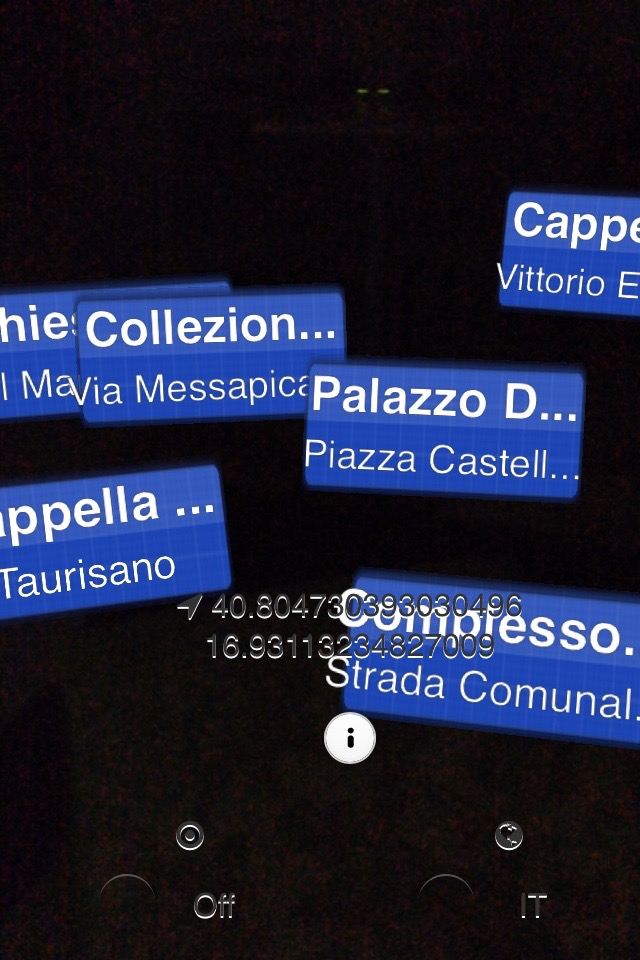 Cappe
Vittorio E
hies
l Ma
Collezion...
Via Messapica
Palazzo D...
Piazza Castell...
appella ...
Taurisano
40.804730393030496
16.93113234827009
Complesso.
Strada Comunal.
i
Off
IT